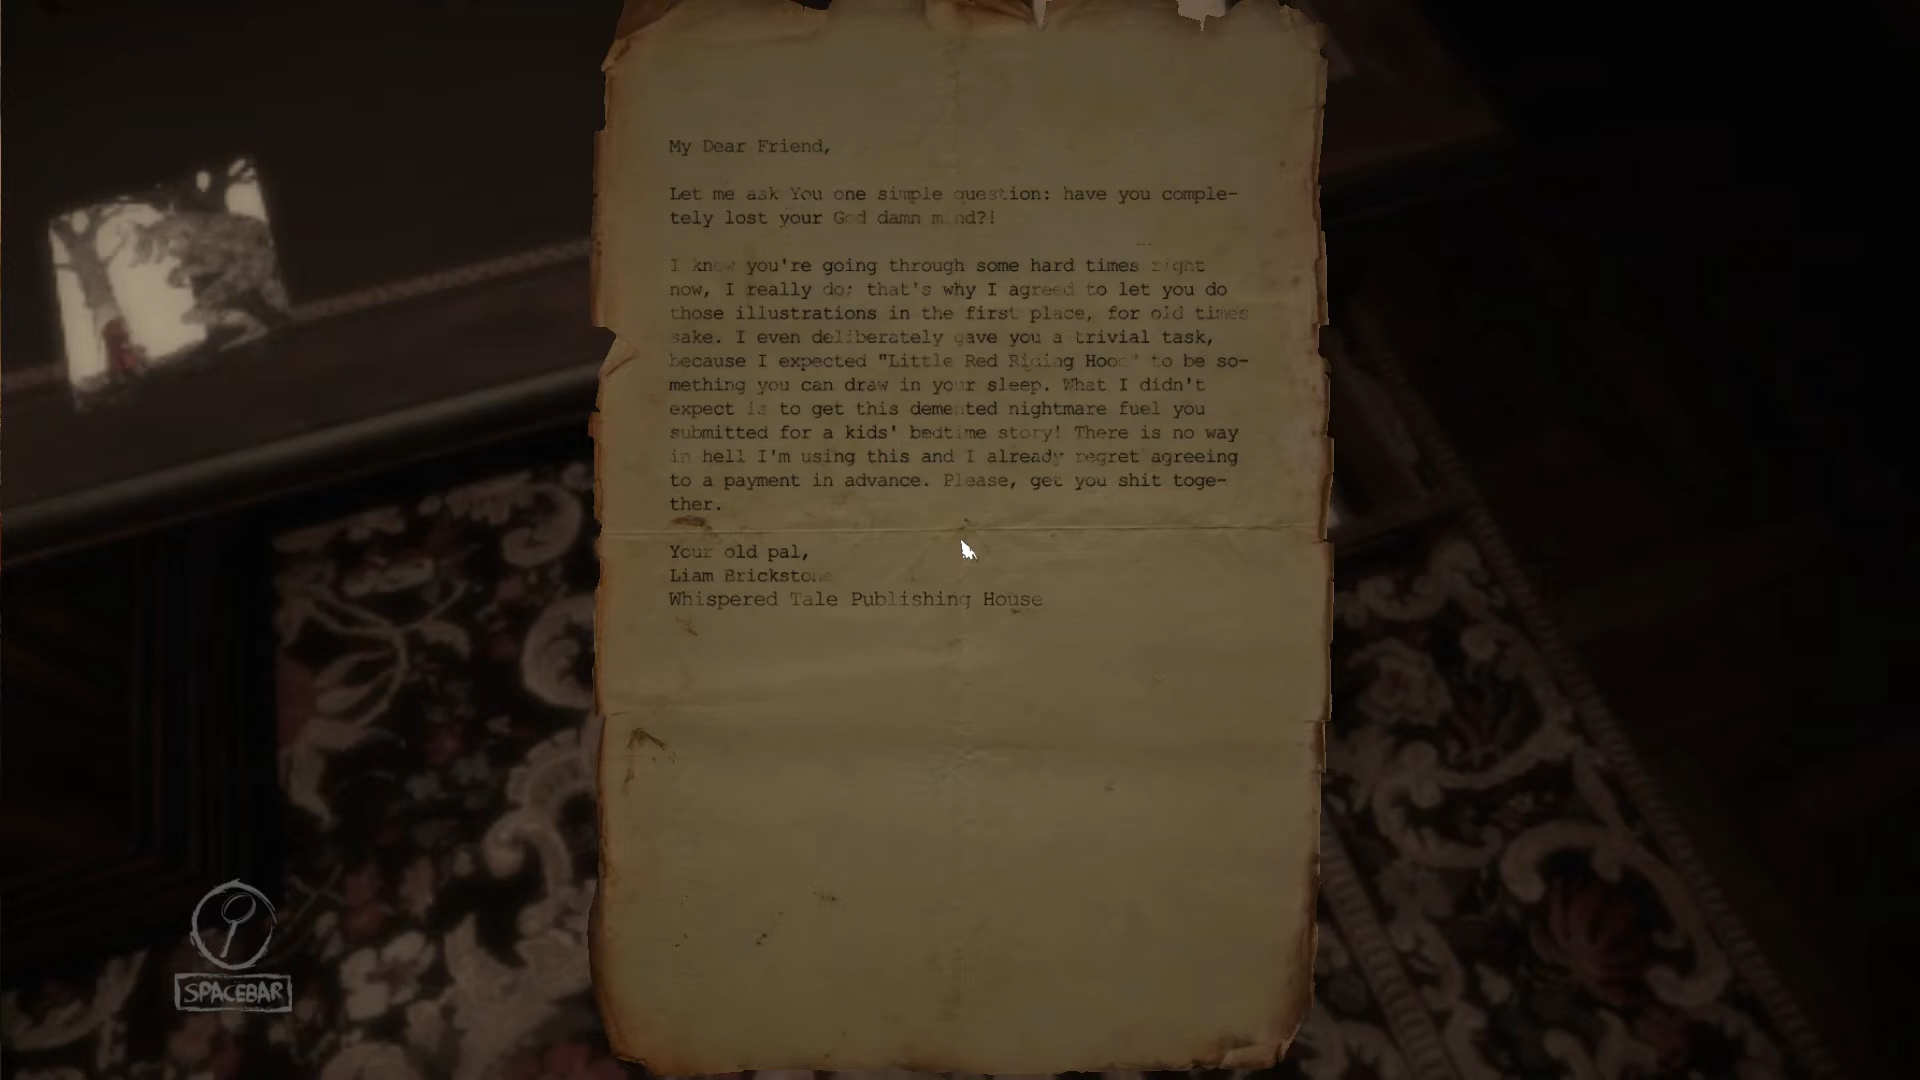 My Dear Friend,
Let me ask You one simple question: have you comple-
tely lost your God damn mind?!
I know you're going through some hard times right
now, I really do; that's why I agreed to let you do
those illustrations in the first place, for old times
sake. I even deliberately gave you a trivial task,
because I expected "Little Red Riding Hood" to be so-
mething you can draw in your sleep. What I didn't
expect is to get this demented nightmare fuel you
submitted for a kids' bedtime story! There is no way
in hell I'm using this and I already regret agreeing
to a payment in advance. Please, get you shit toge-
ther.
Your old pal,
Liam Brickstone
Whispered Tale Publishing House
SPACEBAR